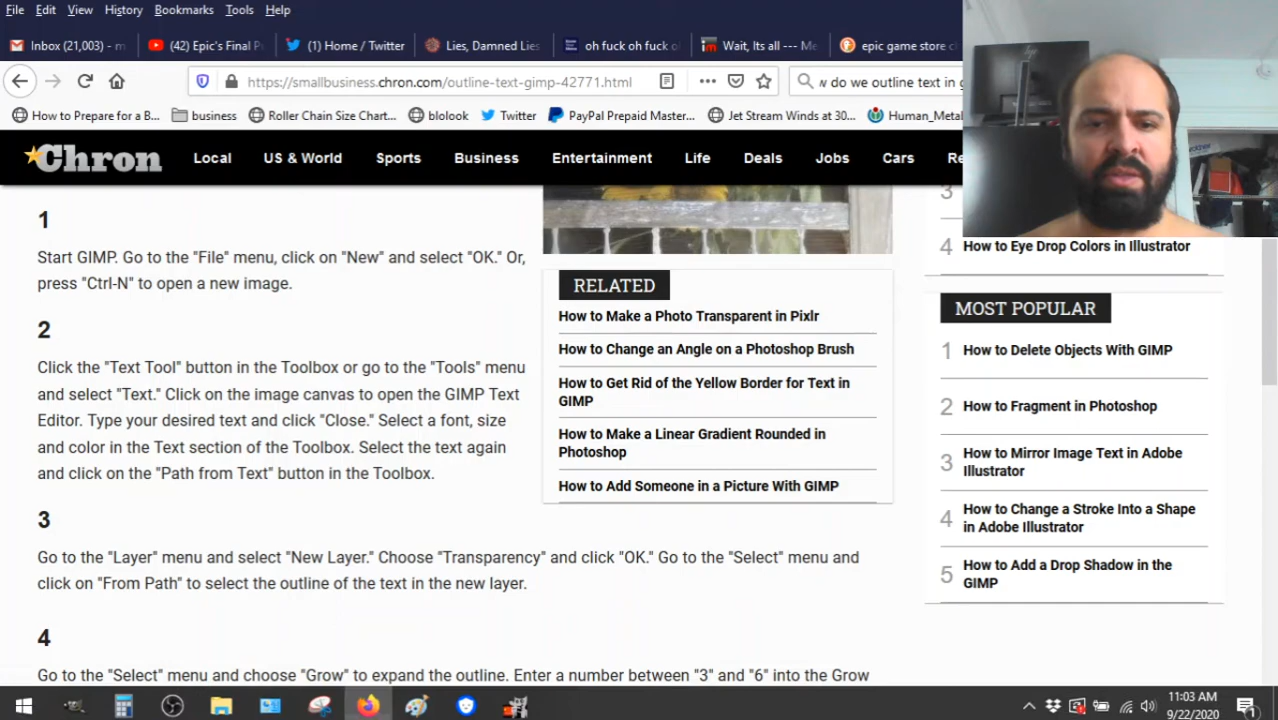 File Edit View History Bookmarks Tools Help
Inbox (21,003) - m
(42) Epic's Final P
(1) Home / Twitter
Lies, Damned Lies
oh fuck oh fuck o
Wait, Its all --- Me
epic game store c
https://smallbusiness.chron.com/outline-text-gimp-42771.html
do we outline text in g
How to Prepare for a B...
business
Roller Chain Size Chart...
blolook
Twitter
PayPal Prepaid Master...
Jet Stream Winds at 30...
Human_Metal
Chron
Local US & World Sports Business Entertainment Life Deals Jobs Cars Re
1
Start GIMP. Go to the "File" menu, click on "New" and select "OK." Or,
press "Ctrl-N" to open a new image.
2
Click the "Text Tool" button in the Toolbox or go to the "Tools" menu
and select "Text." Click on the image canvas to open the GIMP Text
Editor. Type your desired text and click "Close." Select a font, size
and color in the Text section of the Toolbox. Select the text again
and click on the "Path from Text" button in the Toolbox.
3
Go to the "Layer" menu and select "New Layer." Choose "Transparency" and click "OK." Go to the "Select" menu and
click on "From Path" to select the outline of the text in the new layer.
4
Go to the "Select" menu and choose "Grow" to expand the outline. Enter a number between "3" and "6" into the Grow
RELATED
How to Make a Photo Transparent in Pixlr
How to Change an Angle on a Photoshop Brush
How to Get Rid of the Yellow Border for Text in
GIMP
How to Make a Linear Gradient Rounded in
Photoshop
How to Add Someone in a Picture With GIMP
3
4 How to Eye Drop Colors in Illustrator
MOST POPULAR
1 How to Delete Objects With GIMP
2 How to Fragment in Photoshop
3 How to Mirror Image Text in Adobe
Illustrator
4 How to Change a Stroke Into a Shape
in Adobe Illustrator
5 How to Add a Drop Shadow in the
GIMP
11:03 AM
9/22/2020
1